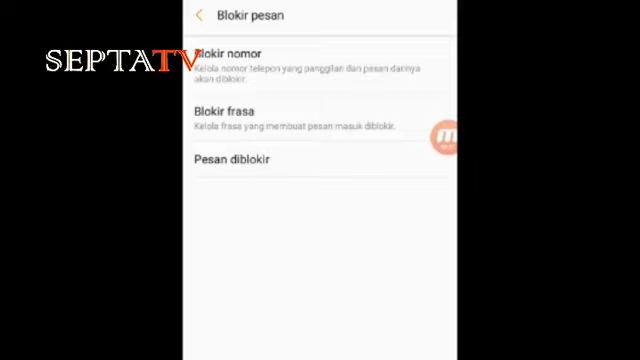 Blokir pesan
SEPTATV
Blokir nomor
Kelola nomor telepon yang panggilan dan pesan darinya
akan diblokir.
Blokir frasa
Kelola frasa yang membuat pesan masuk diblokir.
Pesan diblokir